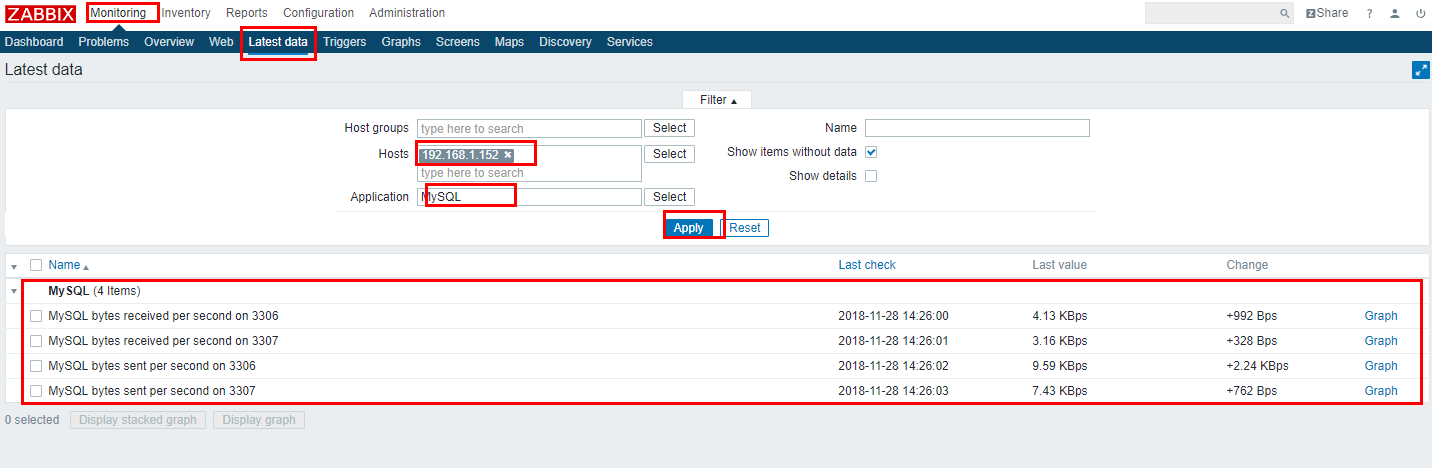 ZABBIX Monitoring Inventory Reports Configuration Administration Z Share ?
Dashboard Problems Overview Web Latest data Triggers Graphs Screens Maps Discovery Services
Latest data
Filter ▲
Host groups type here to search Select Name
Hosts 192.168.1.152 × Select Show items without data
type here to search Show details
Application MySQL Select
Apply Reset
Name ▲ Last check Last value Change
MySQL (4 Items)
MySQL bytes received per second on 3306 2018-11-28 14:26:00 4.13 KBps +992 Bps Graph
MySQL bytes received per second on 3307 2018-11-28 14:26:01 3.16 KBps +328 Bps Graph
MySQL bytes sent per second on 3306 2018-11-28 14:26:02 9.59 KBps +2.24 KBps Graph
MySQL bytes sent per second on 3307 2018-11-28 14:26:03 7.43 KBps +762 Bps Graph
0 selected Display stacked graph Display graph